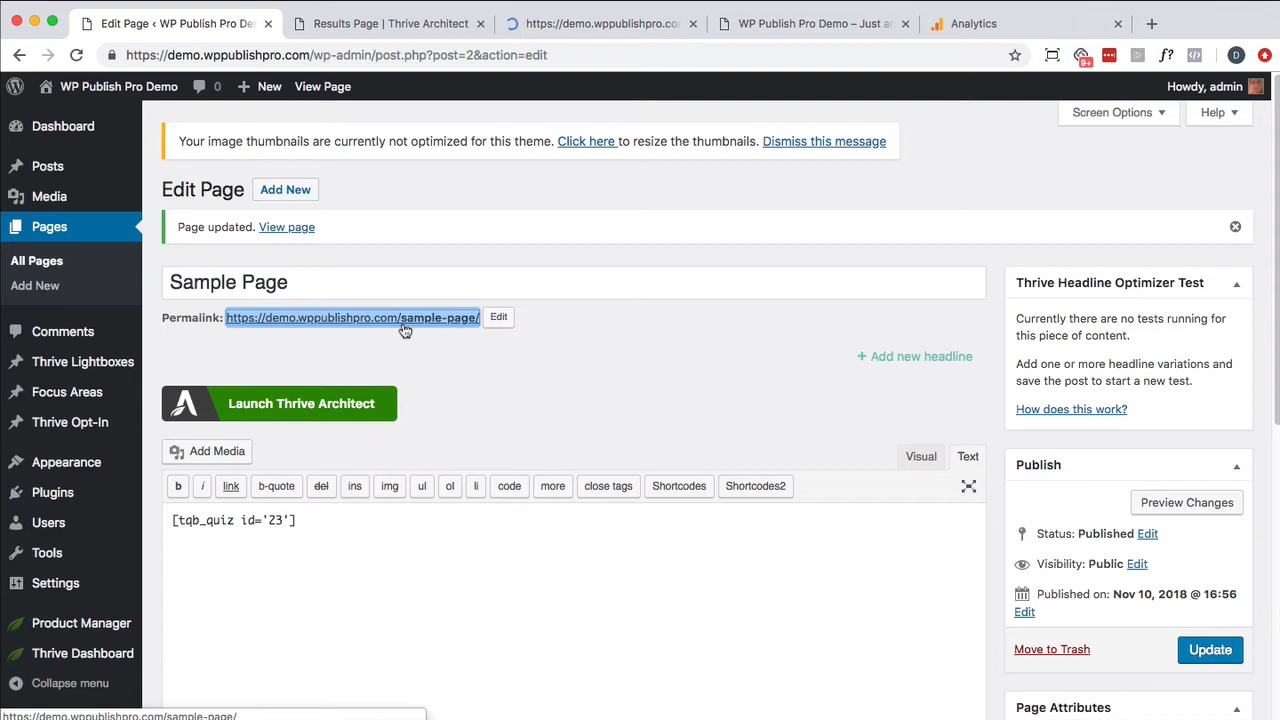 Edit Page ‹ WP Publish Pro De
Results Page | Thrive Architect
https://demo.wppublishpro.com/
WP Publish Pro Demo – Just an
Analytics
https://demo.wppublishpro.com/wp-admin/post.php?post=2&action=edit
9+
f?
D
WP Publish Pro Demo
0
New
View Page
Howdy, admin
Screen Options
Help
Dashboard
Posts
Media
Pages
All Pages
Add New
Comments
Thrive Lightboxes
Focus Areas
Thrive Opt-In
Appearance
Plugins
Users
Tools
Settings
Product Manager
Thrive Dashboard
Collapse menu
Your image thumbnails are currently not optimized for this theme. Click here to resize the thumbnails. Dismiss this message
Edit Page
Add New
Page updated. View page
Sample Page
Permalink: https://demo.wppublishpro.com/sample-page/ Edit
+ Add new headline
Launch Thrive Architect
Add Media
Visual
Text
b
i
link
b-quote
del
ins
img
ul
ol
li
code
more
close tags
Shortcodes
Shortcodes2
[tqb_quiz id='23']
Thrive Headline Optimizer Test
Currently there are no tests running for
this piece of content.
Add one or more headline variations and
save the post to start a new test.
How does this work?
Publish
Preview Changes
Status: Published Edit
Visibility: Public Edit
Published on: Nov 10, 2018 @ 16:56
Edit
Move to Trash
Update
Page Attributes
https://demo.wppublishpro.com/sample-page/